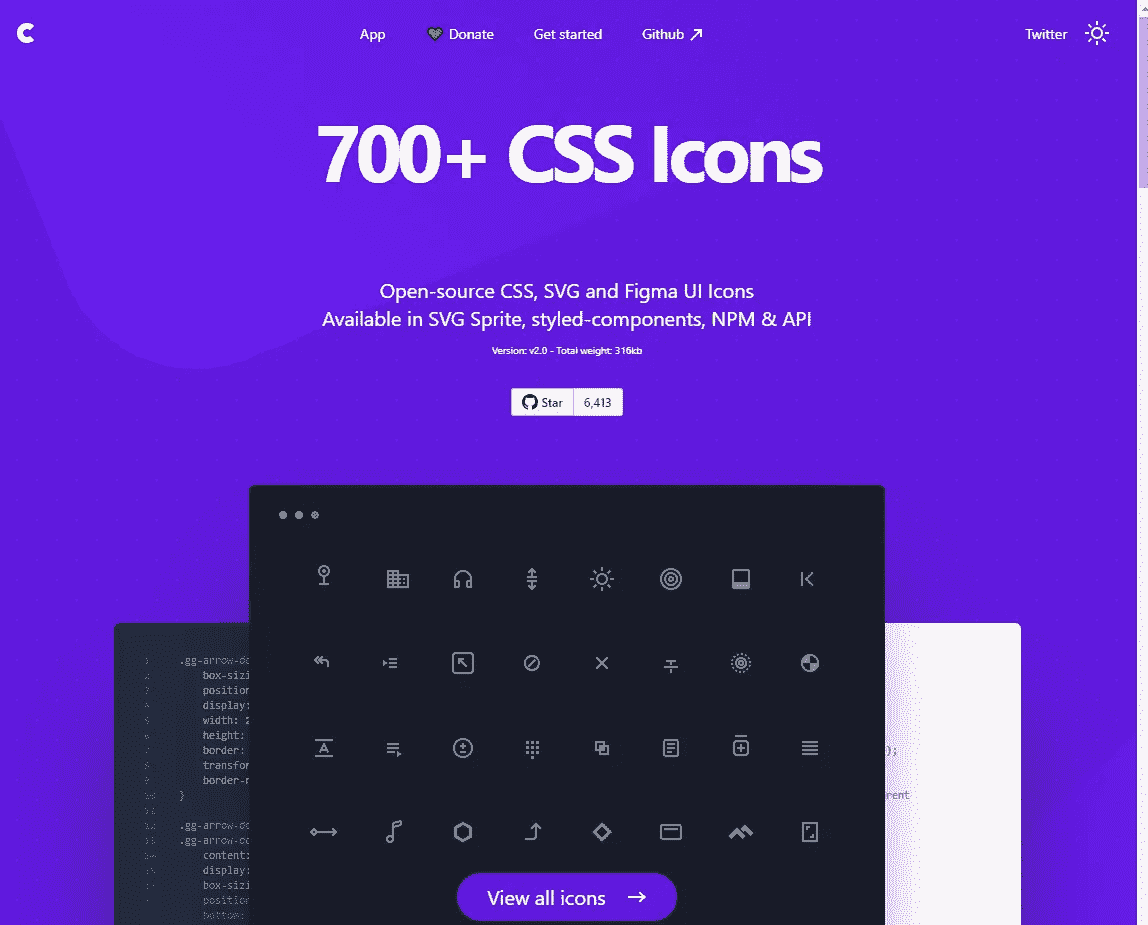 C
App
Donate
Get started
Github
Twitter
700+ CSS Icons
Open-source CSS, SVG and Figma UI Icons
Available in SVG Sprite, styled-components, NPM & API
Version: v2.0 - Total weight: 316kb
Star
6,413
.gg-arrow-do
box-sizi
position
display:
width: 2
height:
border:
transfor
border-r
}
.gg-arrow-do
.gg-arrow-do
content:
display:
box-sizi
position
bottom:
);
rent
View all icons